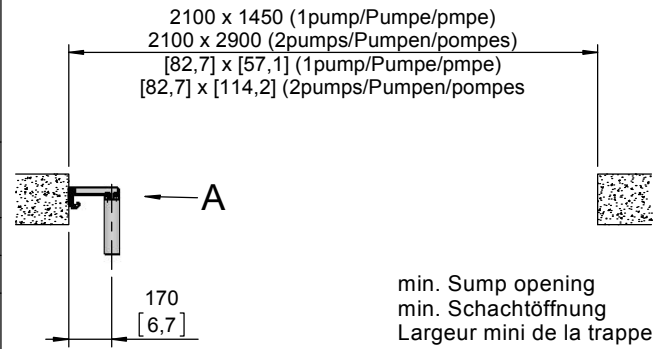 2100 x 1450 (1pump/Pumpe/pmpe)
2100 x 2900 (2pumps/Pumpen/pompes)
[82,7] x [57,1] (1pump/Pumpe/pmpe)
[82,7] x [114,2] (2pumps/Pumpen/pompes
A
170
[6,7]
min. Sump opening
min. Schachtöffnung
Largeur mini de la trappe